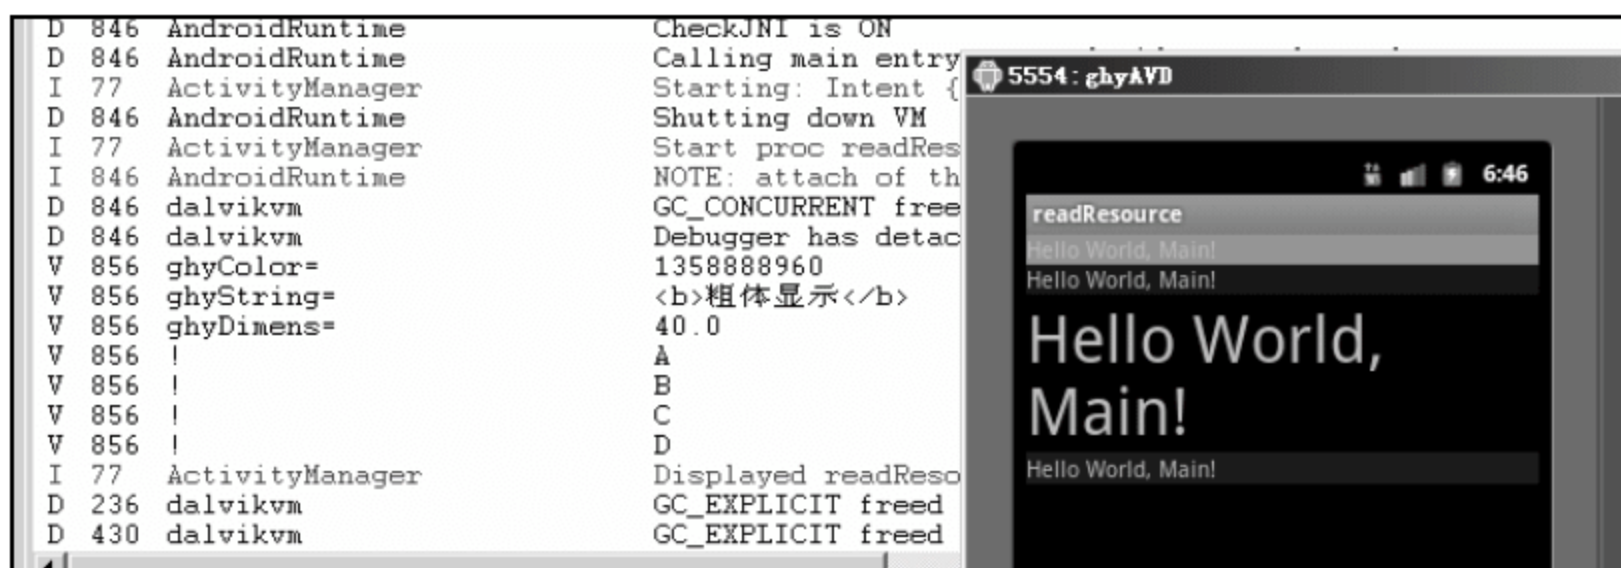 D 846 AndroidRuntime CheckJNI is ON
D 846 AndroidRuntime Calling main entry
I 77 ActivityManager Starting: Intent {
D 846 AndroidRuntime Shutting down VM
I 77 ActivityManager Start proc readRes
I 846 AndroidRuntime NOTE: attach of th
D 846 dalvikvm GC_CONCURRENT free
D 846 dalvikvm Debugger has detac
V 856 ghyColor= 1358888960
V 856 ghyString= <b>粗体显示</b>
V 856 ghyDimens= 40.0
V 856 ! A
V 856 ! B
V 856 ! C
V 856 ! D
I 77 ActivityManager Displayed readReso
D 236 dalvikvm GC_EXPLICIT freed
D 430 dalvikvm GC_EXPLICIT freed
5554:ghyAVD
6:46
readResource
Hello World, Main!
Hello World, Main!
Hello World,
Main!
Hello World, Main!